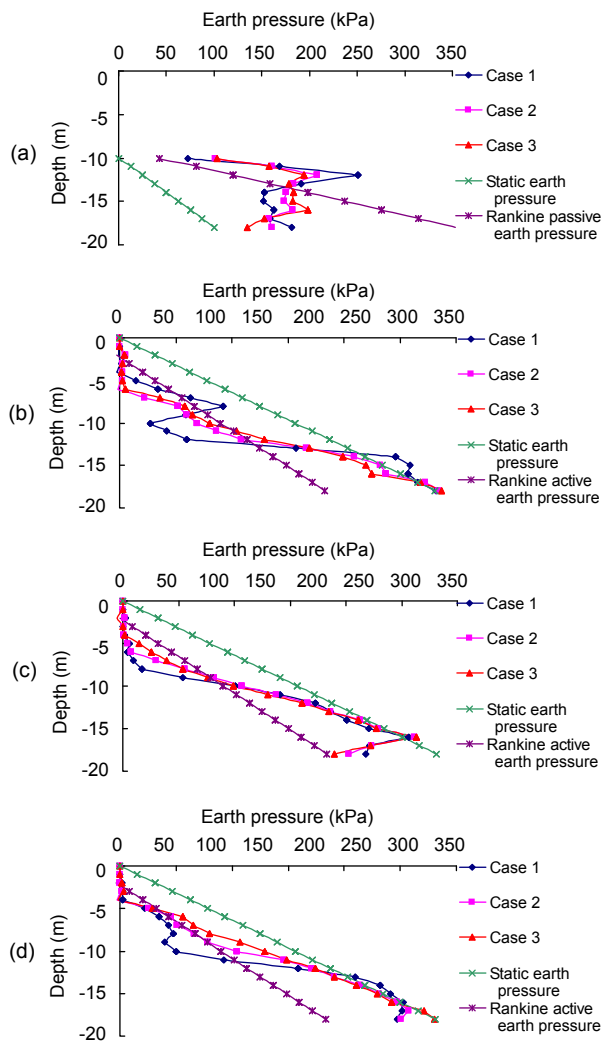 Earth pressure (kPa)
0 50 100 150 200 250 300 350
0
-5
-10
-15
-20
Depth (m)
(a)
Case 1
Case 2
Case 3
Static earth
pressure
Rankine passive
earth pressure
Earth pressure (kPa)
0 50 100 150 200 250 300 350
0
-5
-10
-15
-20
Depth (m)
(b)
Case 1
Case 2
Case 3
Static earth
pressure
Rankine active
earth pressure
Earth pressure (kPa)
0 50 100 150 200 250 300 350
0
-5
-10
-15
-20
Depth (m)
(c)
Case 1
Case 2
Case 3
Static earth
pressure
Rankine active
earth pressure
Earth pressure (kPa)
0 50 100 150 200 250 300 350
0
-5
-10
-15
-20
Depth (m)
(d)
Case 1
Case 2
Case 3
Static earth
pressure
Rankine active
earth pressure